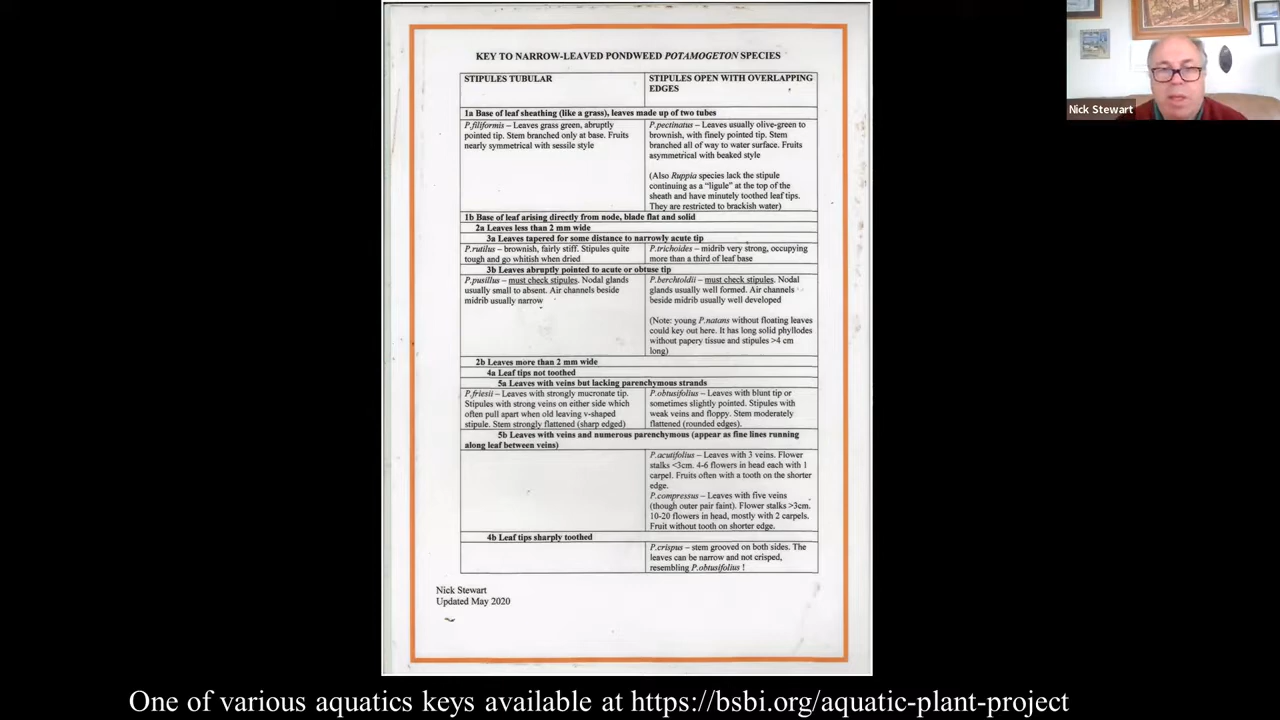 KEY TO NARROW-LEAVED PONDWEED POTAMOGETON SPECIES
STIPULES TUBULAR
STIPULES OPEN WITH OVERLAPPING
EDGES
1a Base of leaf sheathing (like a grass), leaves made up of two tubes
P.filiformis – Leaves grass green, abruptly
pointed tip. Stem branched only at base. Fruits
nearly symmetrical with sessile style
P.pectinatus – Leaves usually olive-green to
brownish, with finely pointed tip. Stem
branched all of way to water surface. Fruits
asymmetrical with beaked style
(Also Ruppia species lack the stipule
continuing as a “ligule” at the top of the
sheath and have minutely toothed leaf tips.
They are restricted to brackish water)
1b Base of leaf arising directly from node, blade flat and solid
2a Leaves less than 2 mm wide
3a Leaves tapered for some distance to narrowly acute tip
P.rutilus – brownish, fairly stiff. Stipules quite
tough and go whitish when dried
P.trichoides – midrib very strong, occupying
more than a third of leaf base
3b Leaves abruptly pointed to acute or obtuse tip
P.pusillus – must check stipules. Nodal glands
usually small to absent. Air channels beside
midrib usually narrow
P.berchtoldii – must check stipules. Nodal
glands usually well formed. Air channels
beside midrib usually well developed
(Note: young P.natans without floating leaves
could key out here. It has long solid phyllodes
without papery tissue and stipules >4 cm
long)
2b Leaves more than 2 mm wide
4a Leaf tips not toothed
5a Leaves with veins but lacking parenchymous strands
P.friesii – Leaves with strongly mucronate tip.
Stipules with strong veins on either side which
often pull apart when old leaving v-shaped
stipule. Stem strongly flattened (sharp edged)
P.obtusifolius – Leaves with blunt tip or
sometimes slightly pointed. Stipules with
weak veins and floppy. Stem moderately
flattened (rounded edges).
5b Leaves with veins and numerous parenchymous (appear as fine lines running
along leaf between veins)
P.acutifolius – Leaves with 3 veins. Flower
stalks <3cm. 4-6 flowers in head each with 1
carpel. Fruits often with a tooth on the shorter
edge.
P.compressus – Leaves with five veins
(though outer pair faint). Flower stalks >3cm.
10-20 flowers in head, mostly with 2 carpels.
Fruit without tooth on shorter edge.
4b Leaf tips sharply toothed
P.crispus – stem grooved on both sides. The
leaves can be narrow and not crisped,
resembling P.obtusifolius !
Nick Stewart
Updated May 2020
Nick Stewart
One of various aquatics keys available at https://bsbi.org/aquatic-plant-project